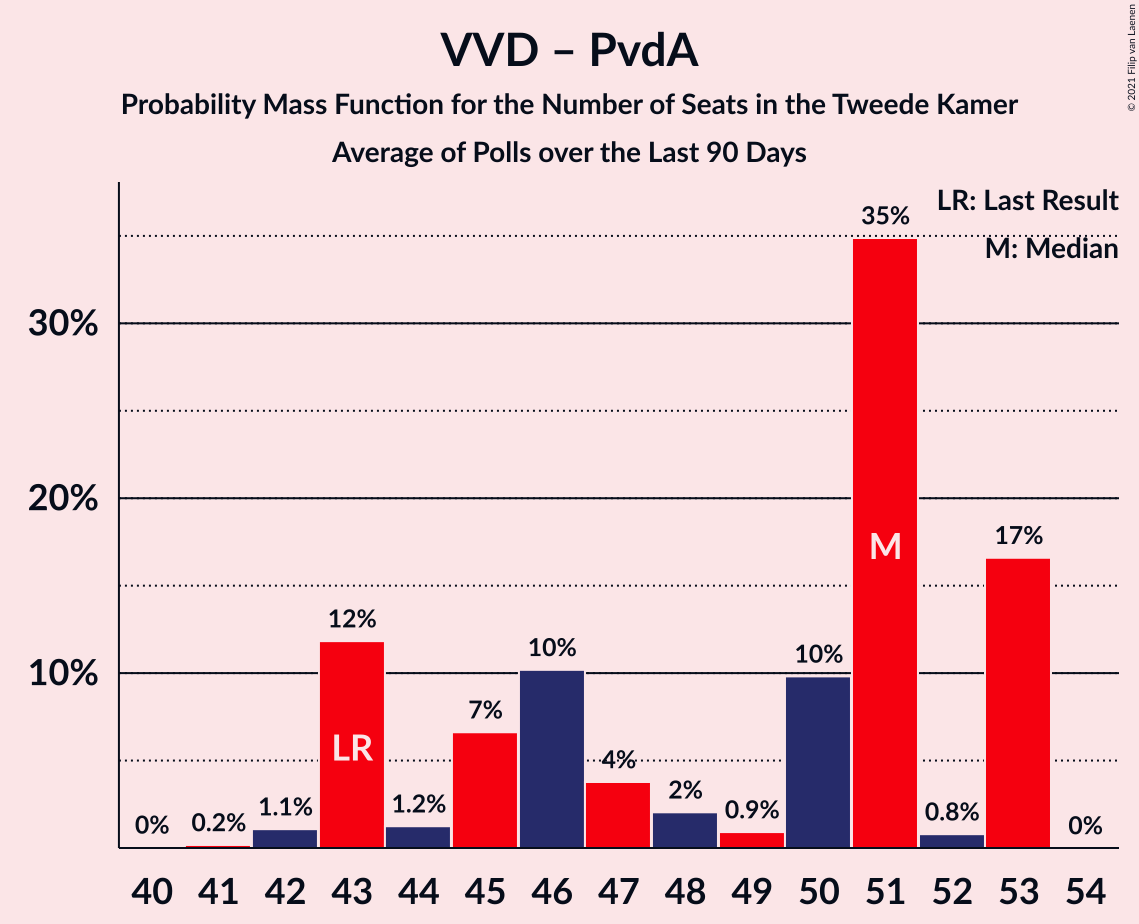 VVD – PvdA
Probability Mass Function for the Number of Seats in the Tweede Kamer
Average of Polls over the Last 90 Days
© 2021 Filip van Laenen
LR: Last Result
M: Median
30%
20%
10%
0%
0.2%
1.1%
12%
1.2%
7%
10%
4%
2%
0.9%
10%
35%
0.8%
17%
0%
LR
M
40 41 42 43 44 45 46 47 48 49 50 51 52 53 54